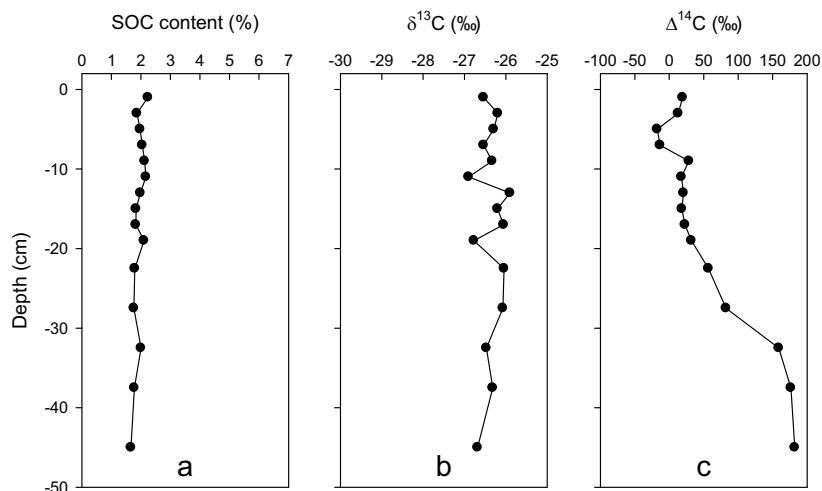 SOC content (%)
0 1 2 3 4 5 6 7
δ¹³C (‰)
-30 -29 -28 -27 -26 -25
Δ¹⁴C (‰)
-100 -50 0 50 100 150 200
Depth (cm)
0
-10
-20
-30
-40
-50
a
b
c